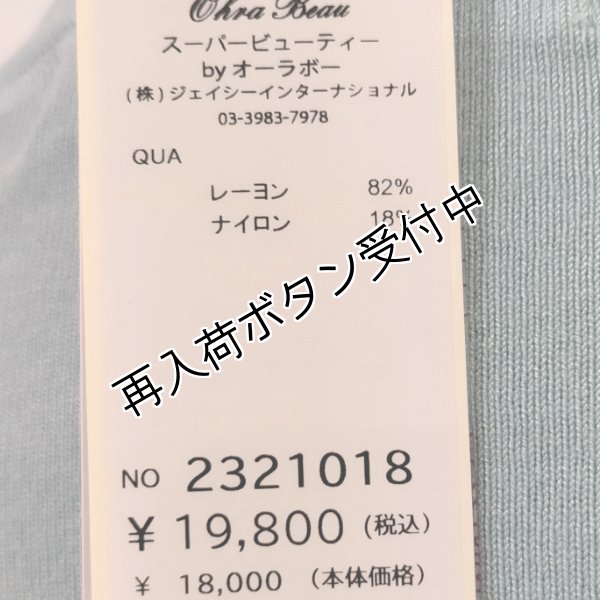 Ohra Beau
スーパービューティー
by オーラボー
(株)ジェイシーインターナショナル
03-3983-7978
QUA
レーヨン 82%
ナイロン 18%
再入荷ボタン受付中
NO 2321018
¥ 19,800 (税込)
¥ 18,000 (本体価格)